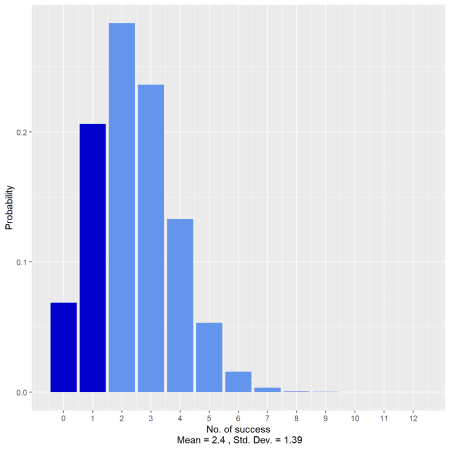 Probability
0.2
0.1
0.0
0 1 2 3 4 5 6 7 8 9 10 11 12
No. of success
Mean = 2.4 , Std. Dev. = 1.39